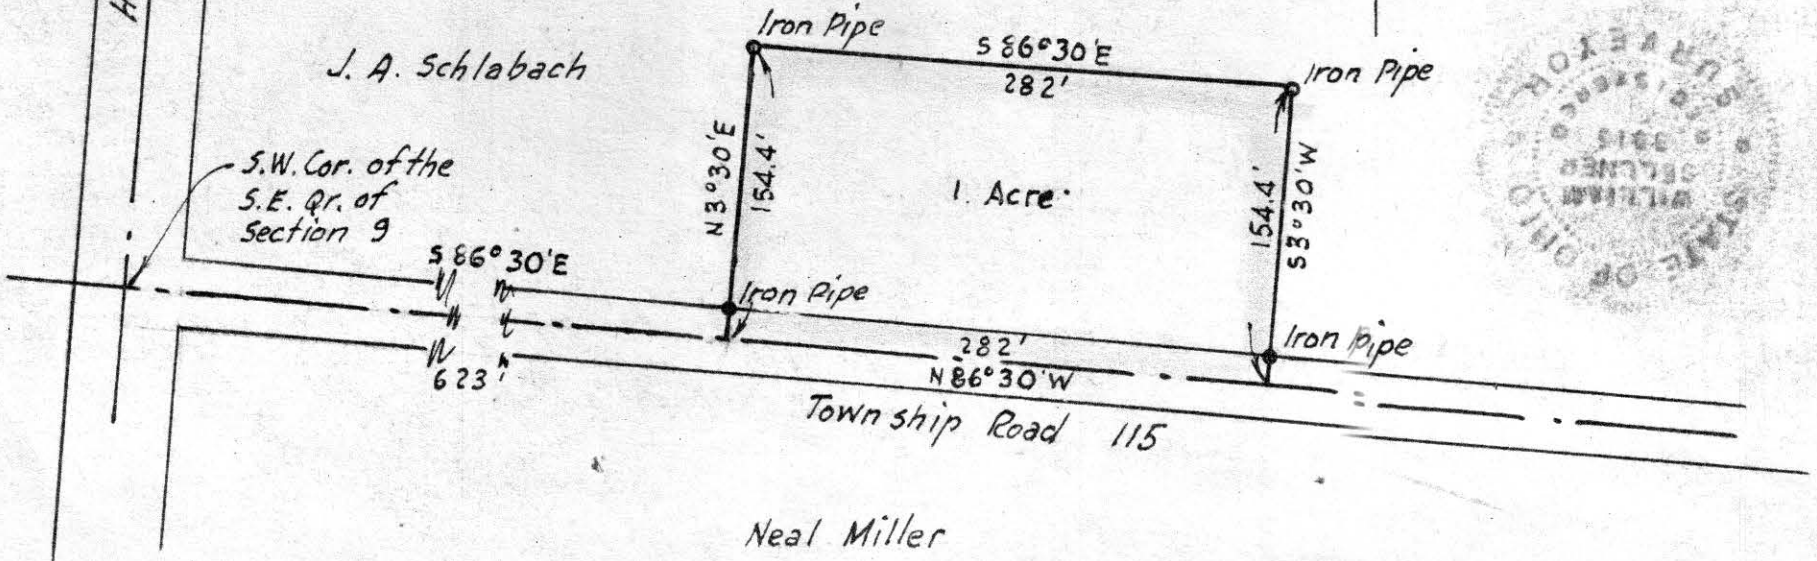 H
Iron Pipe
S 86°30'E
282'
Iron Pipe
J. A. Schlabach
N 3°30'E
154.4'
1. Acre
154.4'
S 3°30'W
S.W. Cor. of the
S.E. Qr. of
Section 9
S 86°30'E
623'
Iron Pipe
282'
N 86°30'W
Iron pipe
Township Road 115
Neal Miller
SURVEYOR
STATE OF OHIO
WILLIAM